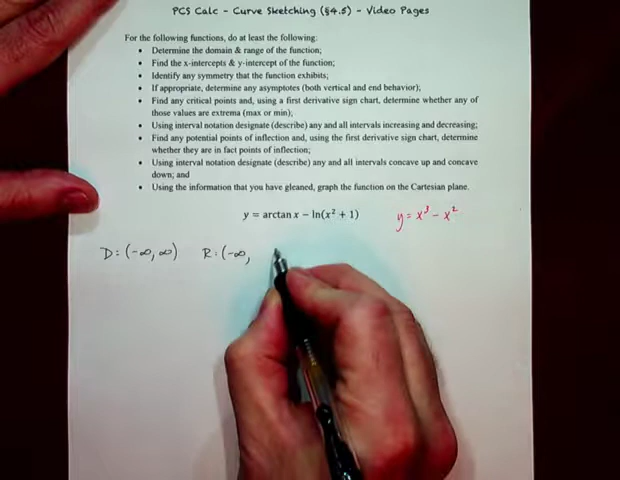 PCS Calc - Curve Sketching (§4.5) - Video Pages
For the following functions, do at least the following:
• Determine the domain & range of the function;
• Find the x-intercepts & y-intercept of the function;
• Identify any symmetry that the function exhibits;
• If appropriate, determine any asymptotes (both vertical and end behavior);
• Find any critical points and, using a first derivative sign chart, determine whether any of
those values are extrema (max or min);
• Using interval notation designate (describe) any and all intervals increasing and decreasing;
• Find any potential points of inflection and, using the first derivative sign chart, determine
whether they are in fact points of inflection;
• Using interval notation designate (describe) any and all intervals concave up and concave
down; and
• Using the information that you have gleaned, graph the function on the Cartesian plane.
y = arctan x − ln(x² + 1) y = x³ − x²
D: (-∞, ∞) R: (-∞,